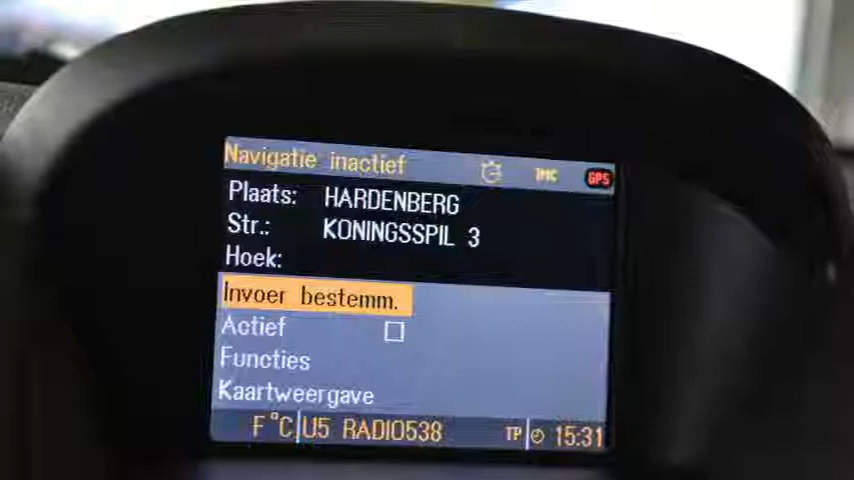 Navigatie inactief TMC GPS
Plaats: HARDENBERG
Str.: KONINGSSPIL 3
Hoek:
Invoer bestemm.
Actief
Functies
Kaartweergave
F °C U5 RADIO538 TP 15:31